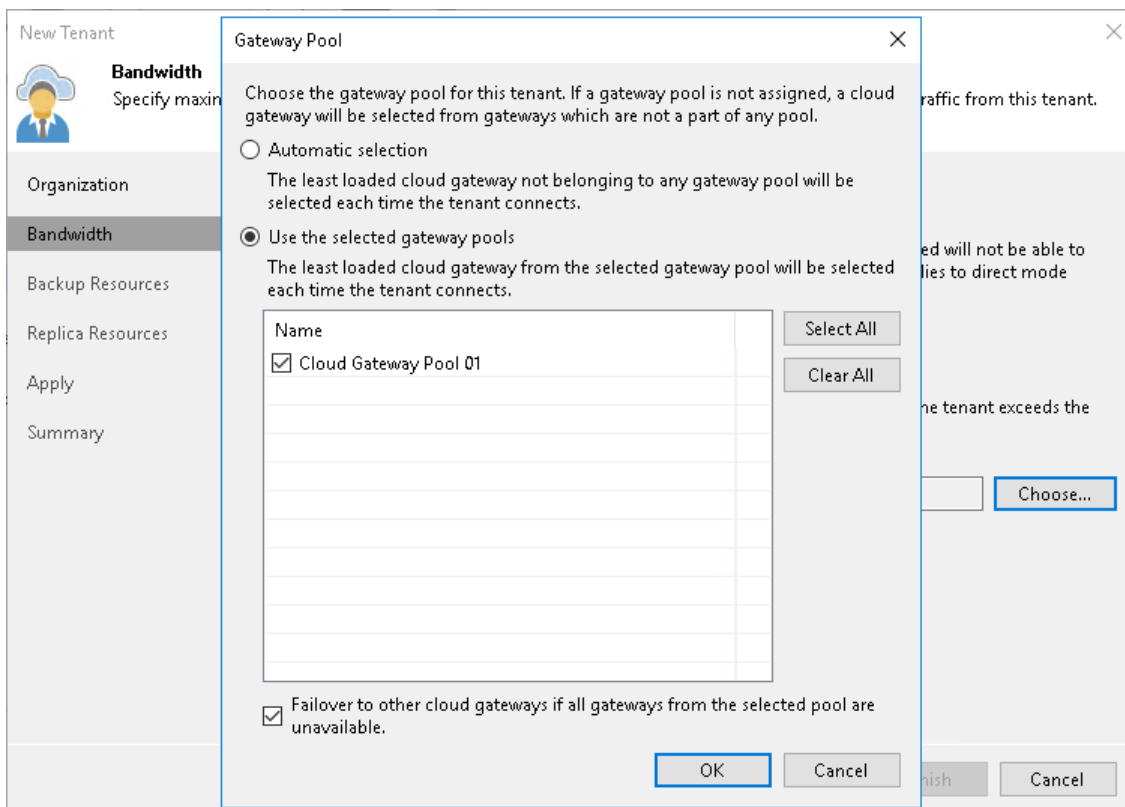 New Tenant
Bandwidth
Specify maxin
raffic from this tenant.
Organization
Bandwidth
Backup Resources
Replica Resources
Apply
Summary
Gateway Pool
Choose the gateway pool for this tenant. If a gateway pool is not assigned, a cloud
gateway will be selected from gateways which are not a part of any pool.
Automatic selection
The least loaded cloud gateway not belonging to any gateway pool will be
selected each time the tenant connects.
Use the selected gateway pools
The least loaded cloud gateway from the selected gateway pool will be selected
each time the tenant connects.
Name
Cloud Gateway Pool 01
Select All
Clear All
Failover to other cloud gateways if all gateways from the selected pool are
unavailable.
OK
Cancel
ed will not be able to
lies to direct mode
ne tenant exceeds the
Choose...
nish
Cancel